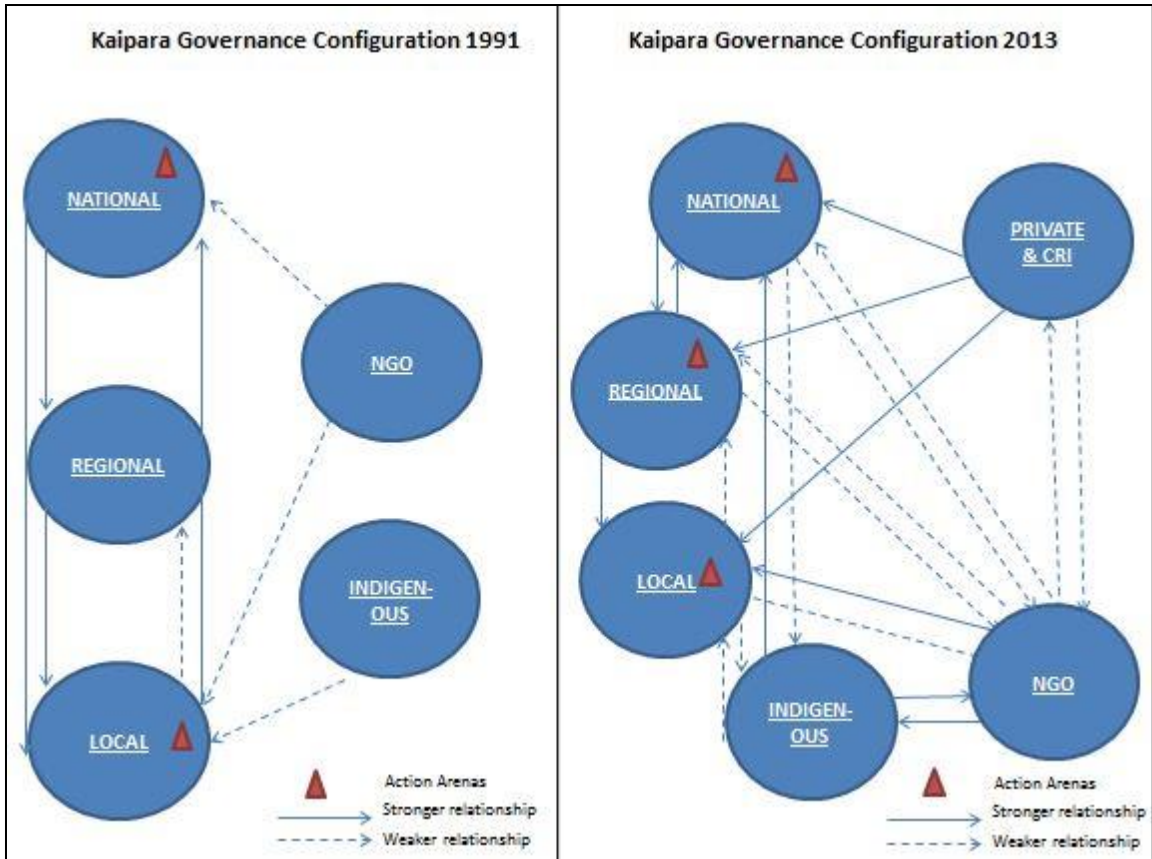 Kaipara Governance Configuration 1991
NATIONAL
NGO
REGIONAL
INDIGEN-
OUS
LOCAL
Action Arenas
Stronger relationship
Weaker relationship
Kaipara Governance Configuration 2013
NATIONAL
PRIVATE
& CRI
REGIONAL
LOCAL
NGO
INDIGEN-
OUS
Action Arenas
Stronger relationship
Weaker relationship